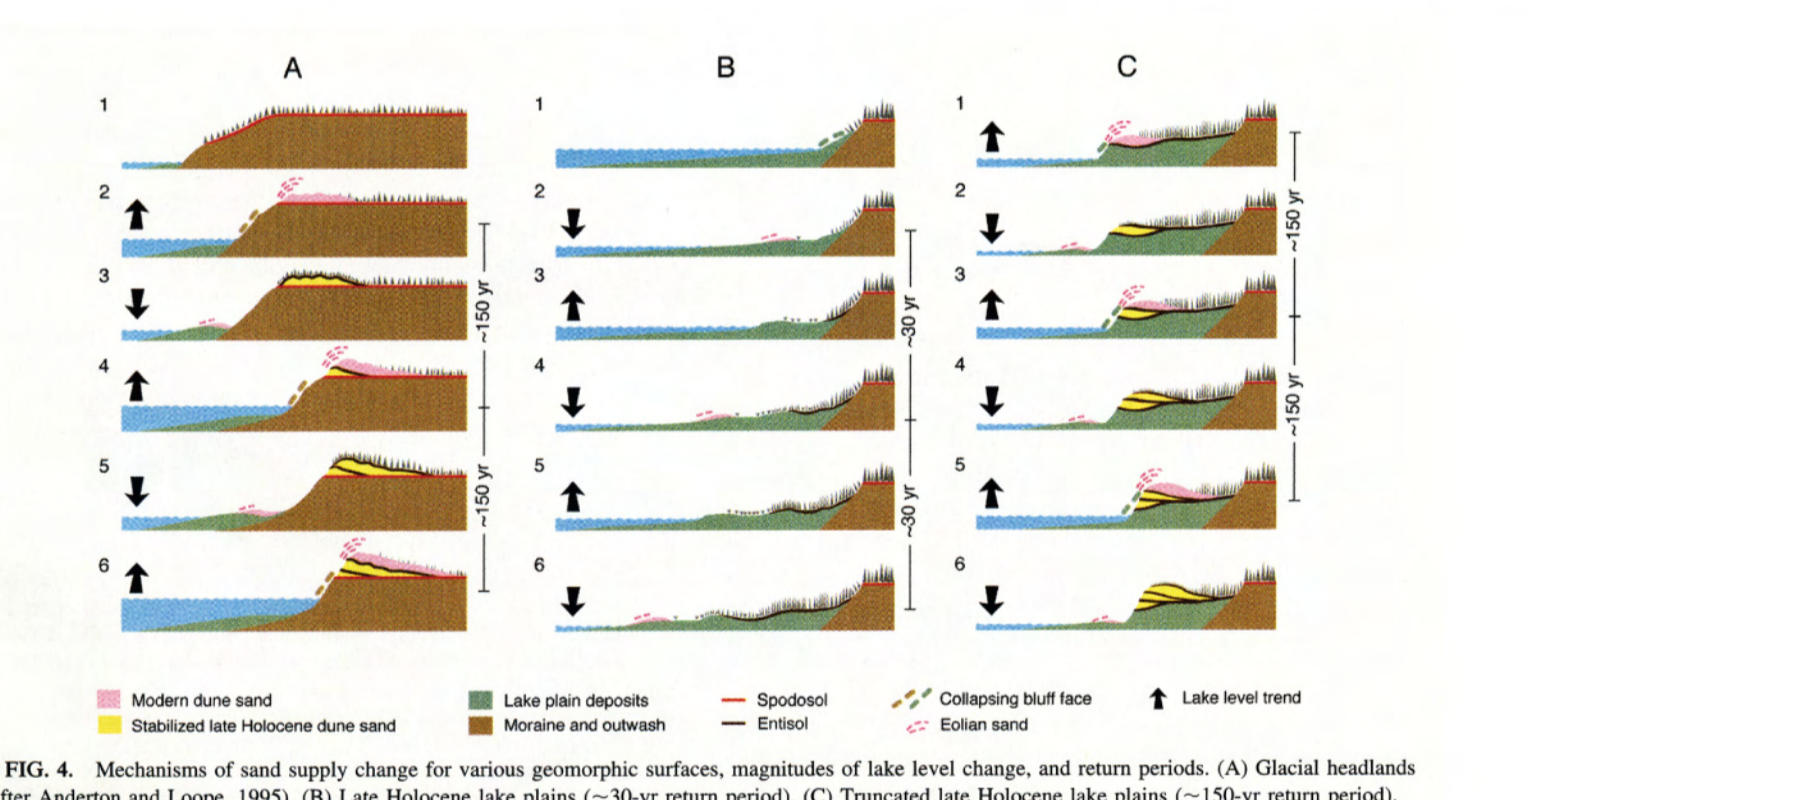 A B C
1 1 1
2 2 2
3 3 3
4 4 4
5 5 5
6 6 6
~150 yr
~150 yr
~30 yr
~30 yr
~150 yr
~150 yr
Modern dune sand
Stabilized late Holocene dune sand
Lake plain deposits
Moraine and outwash
Spodosol
Entisol
Collapsing bluff face
Eolian sand
Lake level trend
FIG. 4. Mechanisms of sand supply change for various geomorphic surfaces, magnitudes of lake level change, and return periods. (A) Glacial headlands
fter Anderton and Loope, 1995). (B) Late Holocene lake plains (~30-yr return period). (C) Truncated late Holocene lake plains (~150-yr return period).